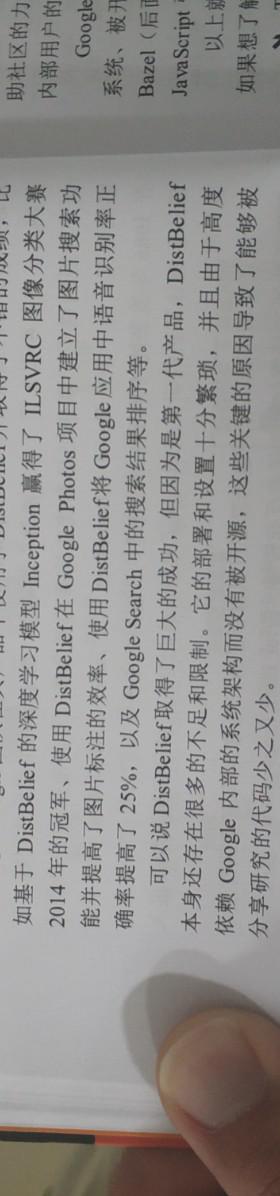 助社区的力
内部用户的
Google
系统、被开
Bazel（后面
JavaScript
以上就
如果想了解
如基于 DistBelief 的深度学习模型 Inception 赢得了 ILSVRC 图像分类大赛
2014 年的冠军、使用 DistBelief 在 Google Photos 项目中建立了图片搜索功
能并提高了图片标注的效率、使用 DistBelief 将 Google 应用中语音识别率正
确率提高了 25%，以及 Google Search 中的搜索结果排序等。
可以说 DistBelief 取得了巨大的成功，但因为是第一代产品，DistBelief
本身还存在很多的不足和限制。它的部署和设置十分繁琐，并且由于高度
依赖 Google 内部的系统架构而没有被开源，这些关键的原因导致了能够被
分享研究的代码少之又少。